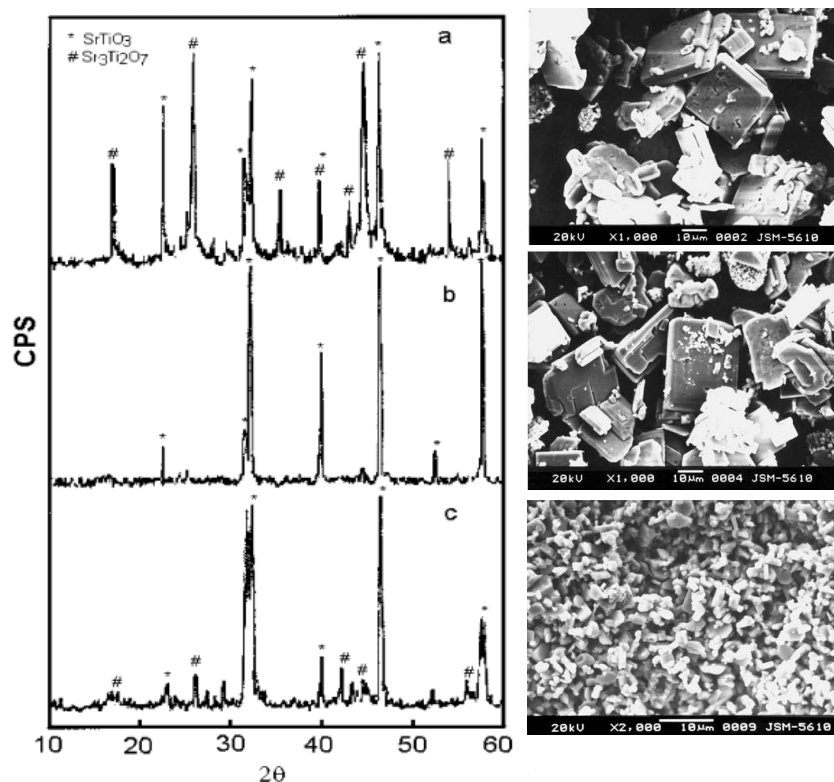 * SrTiO3
# Sr3Ti2O7
a
# * # * * # # # # * # *
CPS
b
* * * * * * *
c
# * # * * # # * # *
10 20 30 40 50 60
2θ
20kV X1,000 10μm 0002 JSM-5610
20kV X1,000 10μm 0004 JSM-5610
20kV X2,000 10μm 0009 JSM-5610